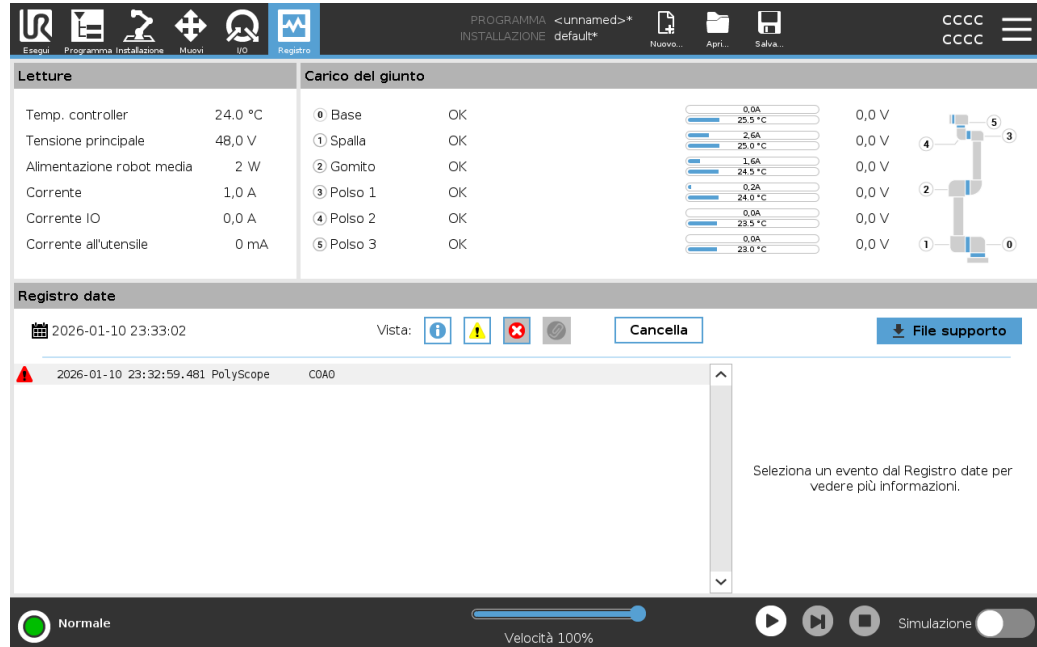 PROGRAMMA <unnamed>*
INSTALLAZIONE default*
Esegui Programma Installazione Muovi I/O Registro Nuovo... Apri... Salva...
CCCC
CCCC
Letture
Carico del giunto
Temp. controller 24.0 °C
Tensione principale 48,0 V
Alimentazione robot media 2 W
Corrente 1,0 A
Corrente IO 0,0 A
Corrente all'utensile 0 mA
0 Base OK 0,0A 25.5 °C 0,0 V
1 Spalla OK 2,6A 25.0 °C 0,0 V
2 Gomito OK 1,6A 24.5 °C 0,0 V
3 Polso 1 OK 0,2A 24.0 °C 0,0 V
4 Polso 2 OK 0,0A 23.5 °C 0,0 V
5 Polso 3 OK 0,0A 23.0 °C 0,0 V
5
3
4
2
1
0
Registro date
2026-01-10 23:33:02 Vista: Cancella File supporto
2026-01-10 23:32:59.481 PolyScope C0A0
Seleziona un evento dal Registro date per
vedere più informazioni.
Normale
Velocità 100%
Simulazione